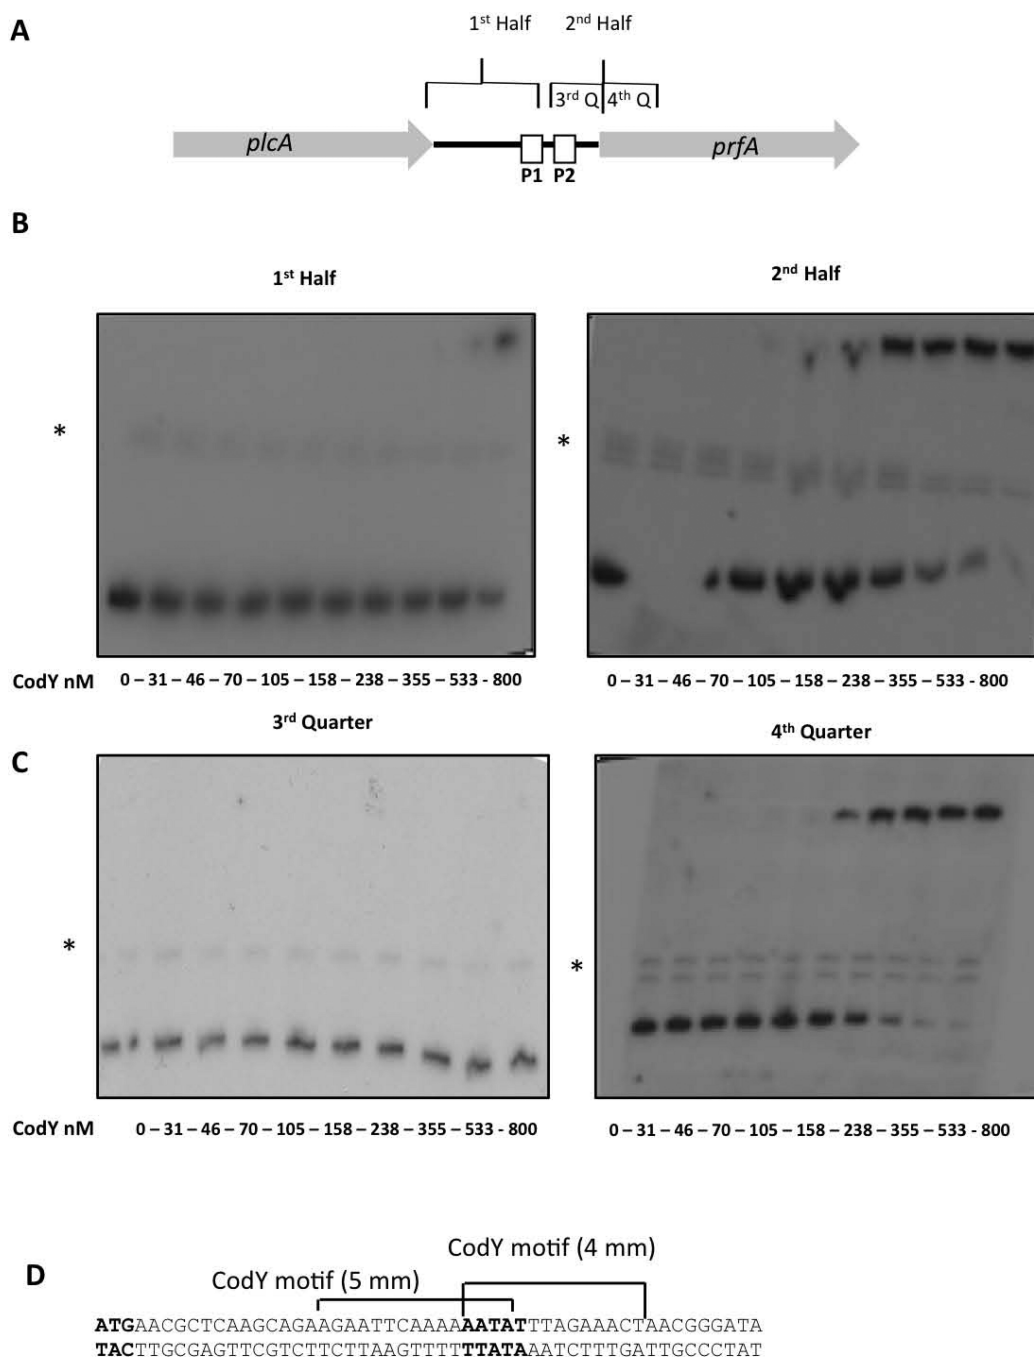 A
1st Half 2nd Half
3rd Q 4th Q
plcA prfA
P1 P2
B
1st Half 2nd Half
* *
CodY nM 0 – 31 – 46 – 70 – 105 – 158 – 238 – 355 – 533 - 800 0 – 31 – 46 – 70 – 105 – 158 – 238 – 355 – 533 - 800
3rd Quarter 4th Quarter
C
* *
CodY nM 0 – 31 – 46 – 70 – 105 – 158 – 238 – 355 – 533 - 800 0 – 31 – 46 – 70 – 105 – 158 – 238 – 355 – 533 - 800
D
CodY motif (4 mm)
CodY motif (5 mm)
ATGAACGCTCAAGCAGAAGAATTCAAAAAATATTTAGAAACTAACGGGATA
TACTTGCGAGTTCGTCTTCTTAAGTTTTTTATAAATCTTTGATTGCCCTAT